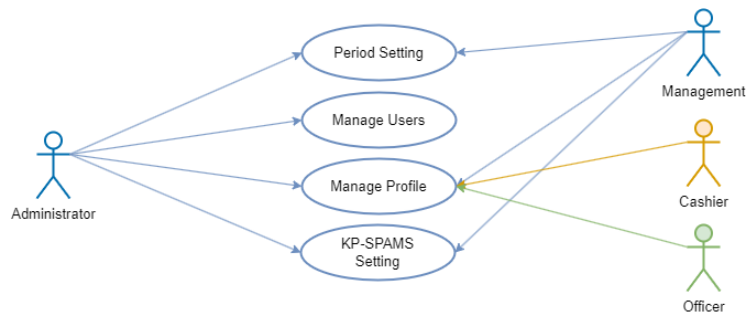 Period Setting
Management
Manage Users
Administrator
Manage Profile
Cashier
KP-SPAMS
Setting
Officer